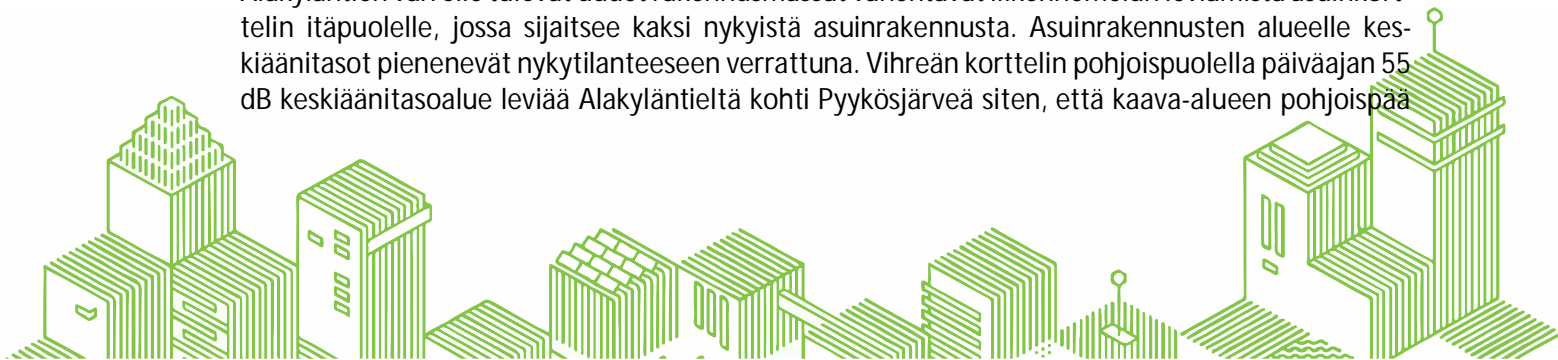 telin itäpuolelle, jossa sijaitsee kaksi nykyistä asuinrakennusta. Asuinrakennusten alueelle kes-
kiäänitasot pienenevät nykytilanteeseen verrattuna. Vihreän korttelin pohjoispuolella päiväajan 55
dB keskiäänitasoalue leviää Alakyläntieltä kohti Pyykösjärveä siten, että kaava-alueen pohjoispää